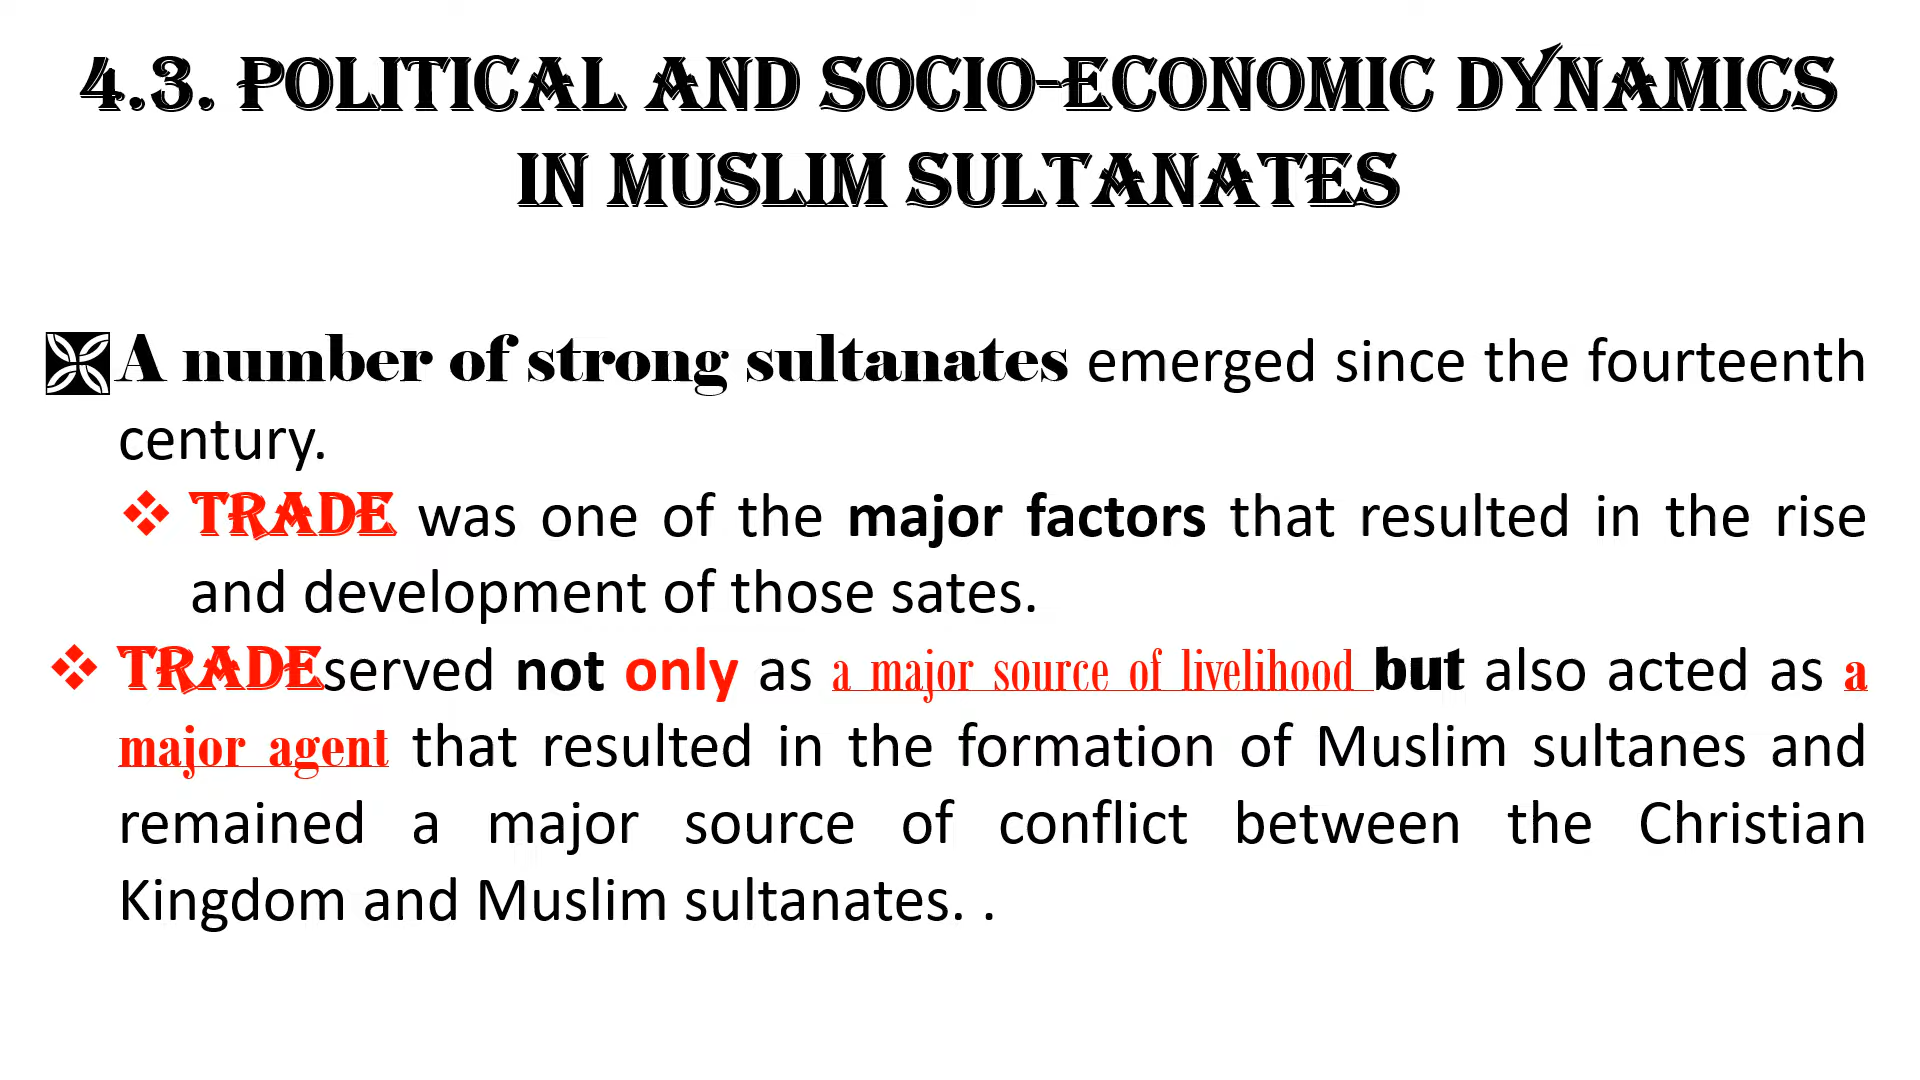 4.3. POLITICAL AND SOCIO-ECONOMIC DYNAMICS
IN MUSLIM SULTANATES
A number of strong sultanates emerged since the fourteenth
century.
❖ TRADE was one of the major factors that resulted in the rise
and development of those sates.
❖ TRADEserved not only as a major source of livelihood but also acted as a
major agent that resulted in the formation of Muslim sultanes and
remained a major source of conflict between the Christian
Kingdom and Muslim sultanates. .